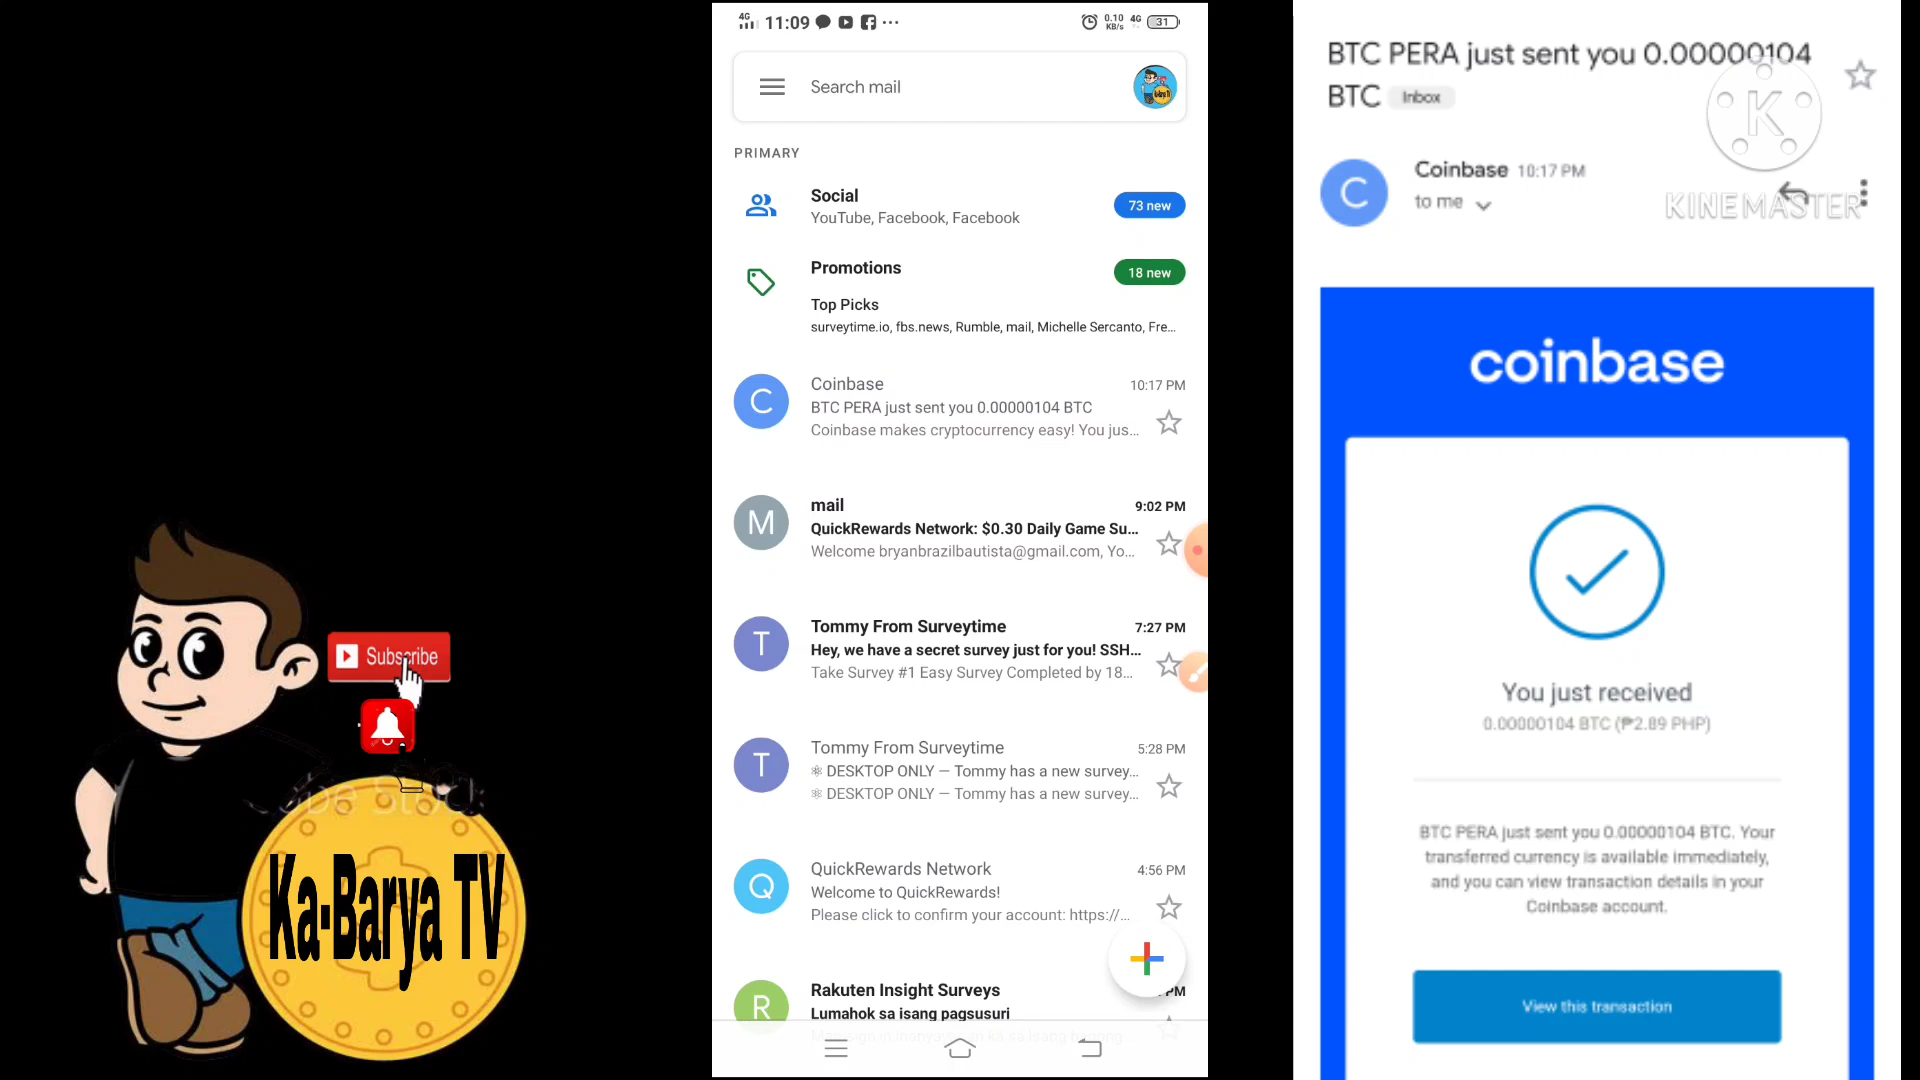 Subscribe
Ka-Barya TV
4G 11:09
0.10 KB/s 4G 31
Search mail
PRIMARY
Social
YouTube, Facebook, Facebook
73 new
Promotions
18 new
Top Picks
surveytime.io, fbs.news, Rumble, mail, Michelle Sercanto, Fre...
C
Coinbase
10:17 PM
BTC PERA just sent you 0.00000104 BTC
Coinbase makes cryptocurrency easy! You jus...
M
mail
9:02 PM
QuickRewards Network: $0.30 Daily Game Su...
Welcome bryanbrazilbautista@gmail.com, Yo...
T
Tommy From Surveytime
7:27 PM
Hey, we have a secret survey just for you! SSH...
Take Survey #1 Easy Survey Completed by 18...
T
Tommy From Surveytime
5:28 PM
⚛ DESKTOP ONLY — Tommy has a new survey...
⚛ DESKTOP ONLY — Tommy has a new survey...
Q
QuickRewards Network
4:56 PM
Welcome to QuickRewards!
Please click to confirm your account: https://...
R
Rakuten Insight Surveys
PM
Lumahok sa isang pagsusuri
BTC PERA just sent you 0.00000104
BTC Inbox
K
KINEMASTER
C
Coinbase 10:17 PM
to me
coinbase
You just received
0.00000104 BTC (₱2.89 PHP)
BTC PERA just sent you 0.00000104 BTC. Your
transferred currency is available immediately,
and you can view transaction details in your
Coinbase account.
View this transaction